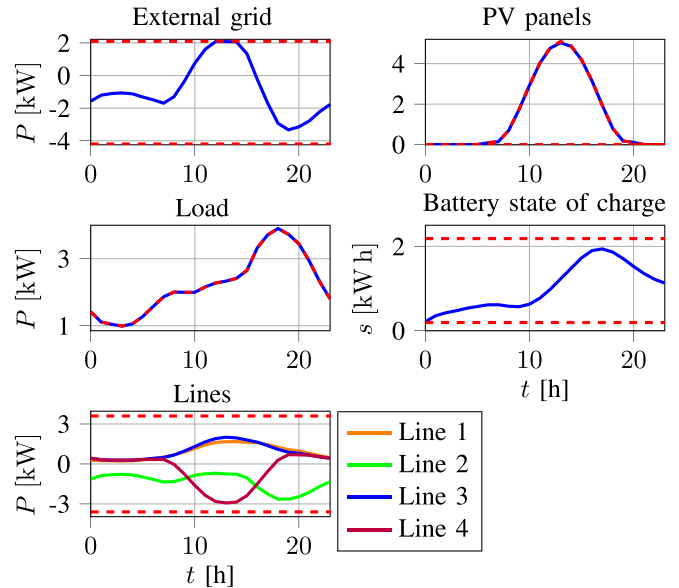 External grid
P [kW]
2
0
-2
-4
0
10
20
PV panels
4
2
0
0
10
20
Load
P [kW]
3
1
0
10
20
Battery state of charge
s [kW h]
2
0
0
10
20
t [h]
Lines
P [kW]
3
0
-3
0
10
20
t [h]
Line 1
Line 2
Line 3
Line 4